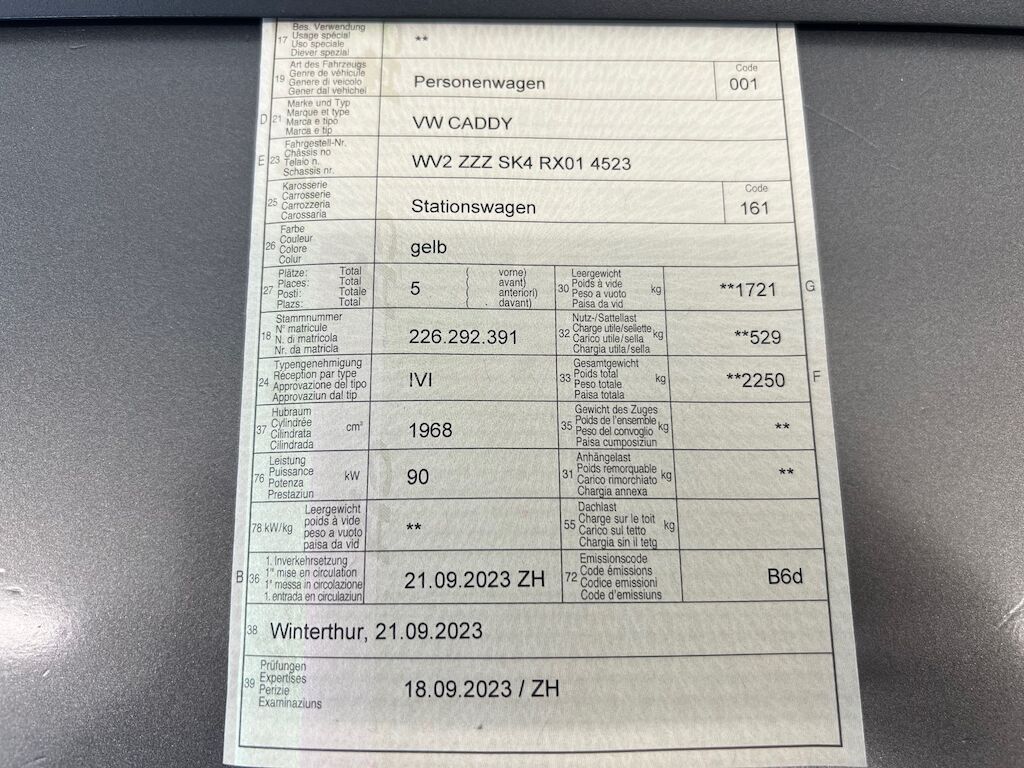 Bes. Verwendung
17 Usage spécial **
Uso speciale
Diever spezial
Art des Fahrzeugs Code
19 Genre de véhicule Personenwagen 001
Genere di veicolo
Gener dal vehichel
Marke und Typ
D 21 Marque et type VW CADDY
Marca e tipo
Marca e tip
Fahrgestell-Nr.
E 23 Châssis no WV2 ZZZ SK4 RX01 4523
Telaio n.
Schassis nr.
Karosserie Code
25 Carrosserie Stationswagen 161
Carrozzeria
Carossaria
Farbe
26 Couleur gelb
Colore
Colur
27 Plätze: Total 5 ( vorne)
Places: Total ( avant)
Posti: Totale ( anteriori)
Plazs: Total ( davant)
30 Leergewicht kg **1721 G
Poids à vide
Peso a vuoto
Paisa da vid
18 Stammnummer 226.292.391
N° matricule
N. di matricola
Nr. da matricla
32 Nutz-/Sattellast kg **529
Charge utile/sellette
Carico utile/sella
Chargia utila/sella
24 Typengenehmigung IVI
Réception par type
Approvazione del tipo
Approvaziun dal tip
33 Gesamtgewicht kg **2250 F
Poids total
Peso totale
Paisa totala
37 Hubraum cm³ 1968
Cylindrée
Cilindrata
Cilindrada
35 Gewicht des Zuges kg **
Poids de l'ensemble
Peso del convoglio
Paisa cumposiziun
76 Leistung kW 90
Puissance
Potenza
Prestaziun
31 Anhängelast kg **
Poids remorquable
Carico rimorchiato
Chargia annexa
78 kW/kg Leergewicht **
poids à vide
peso a vuoto
paisa da vid
55 Dachlast kg
Charge sur le toit
Carico sul tetto
Chargia sin il tetg
B 36 1. Inverkehrsetzung 21.09.2023 ZH
1re mise en circulation
1a messa in circolazione
1. entrada en circulaziun
72 Emissionscode B6d
Code émissions
Codice emissioni
Code d'emissiuns
38 Winterthur, 21.09.2023
39 Prüfungen 18.09.2023 / ZH
Expertises
Perizie
Examinaziuns